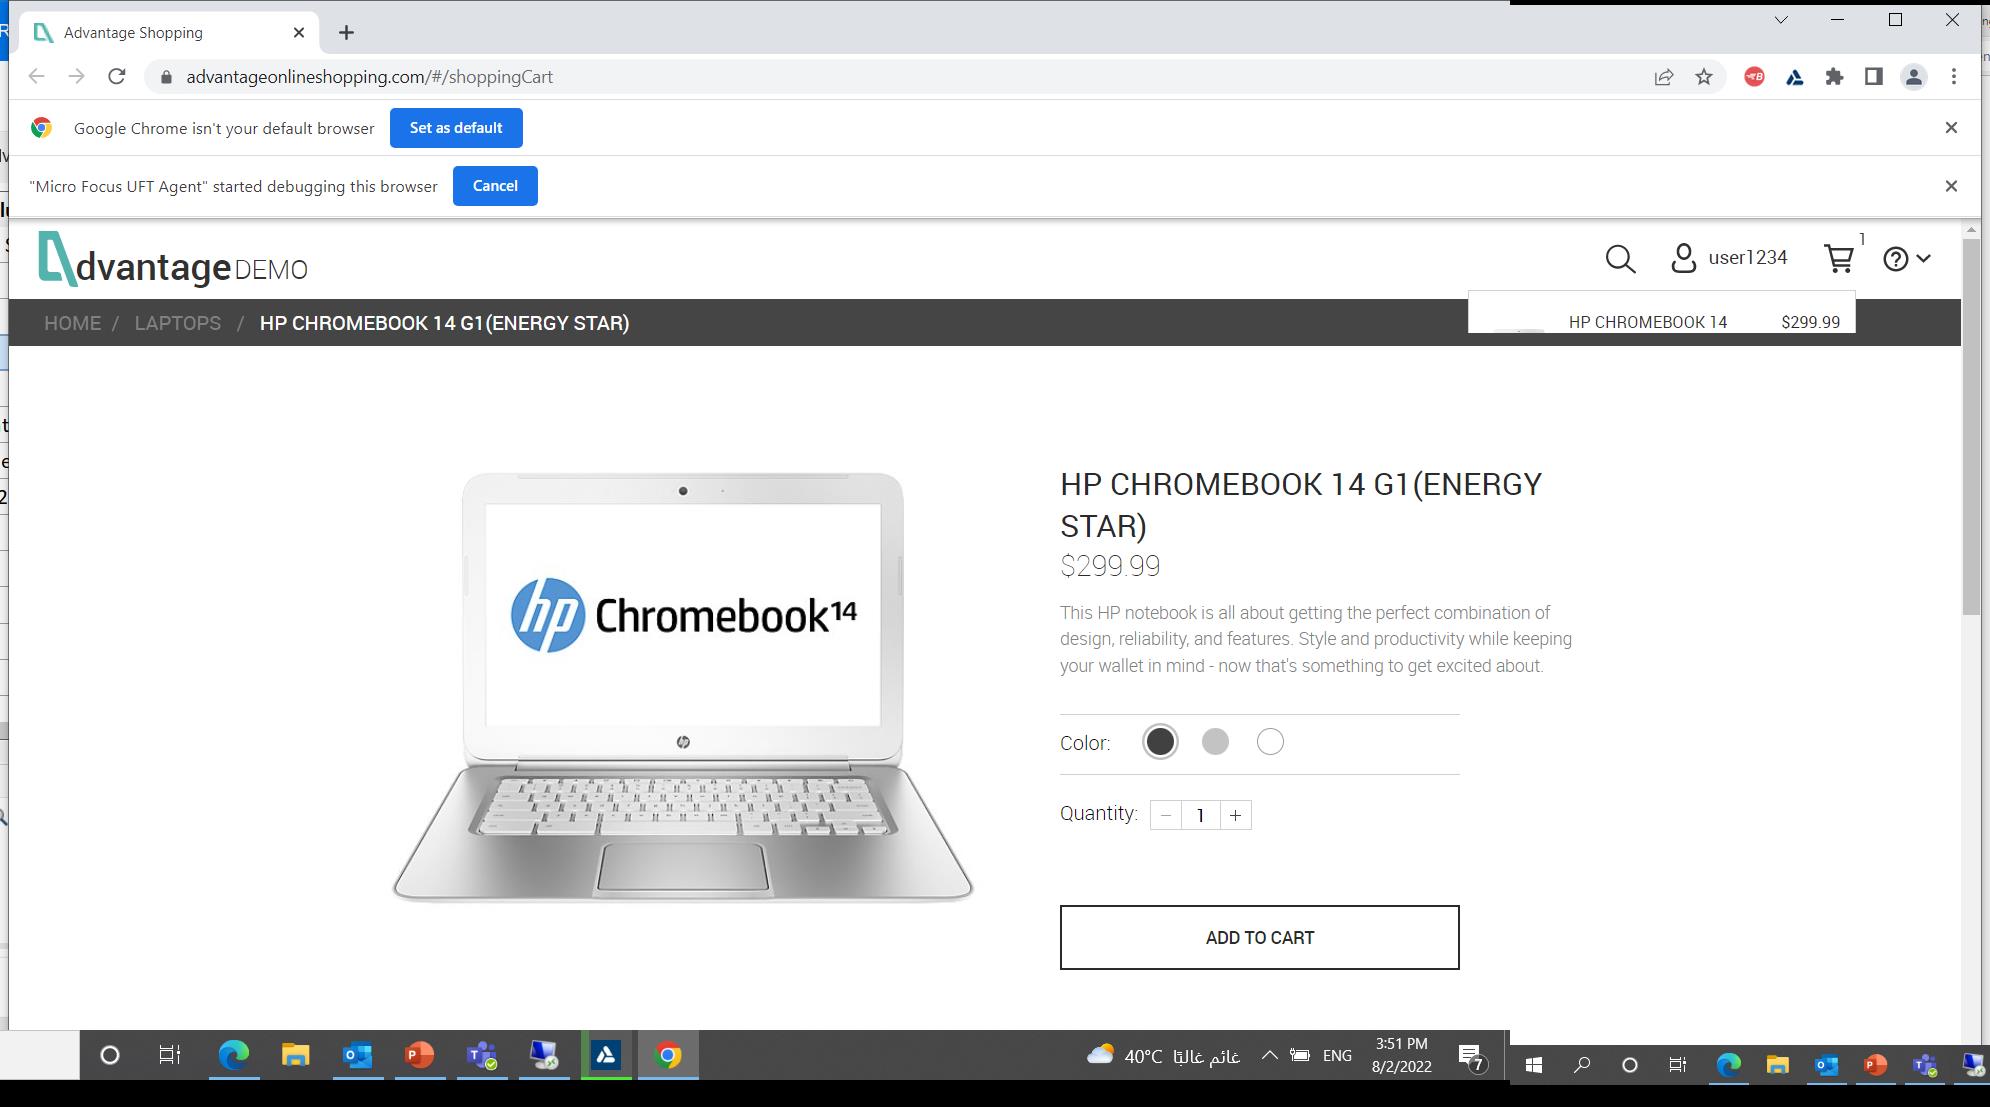 Advantage Shopping
advantageonlineshopping.com/#/shoppingCart
Google Chrome isn't your default browser
Set as default
"Micro Focus UFT Agent" started debugging this browser
Cancel
dvantage DEMO
user1234
1
HOME / LAPTOPS / HP CHROMEBOOK 14 G1(ENERGY STAR)
HP CHROMEBOOK 14 $299.99
hp Chromebook14
HP CHROMEBOOK 14 G1(ENERGY
STAR)
$299.99
This HP notebook is all about getting the perfect combination of
design, reliability, and features. Style and productivity while keeping
your wallet in mind - now that's something to get excited about.
Color:
Quantity: - 1 +
ADD TO CART
40°C غائم غالبًا
ENG
3:51 PM
8/2/2022
7